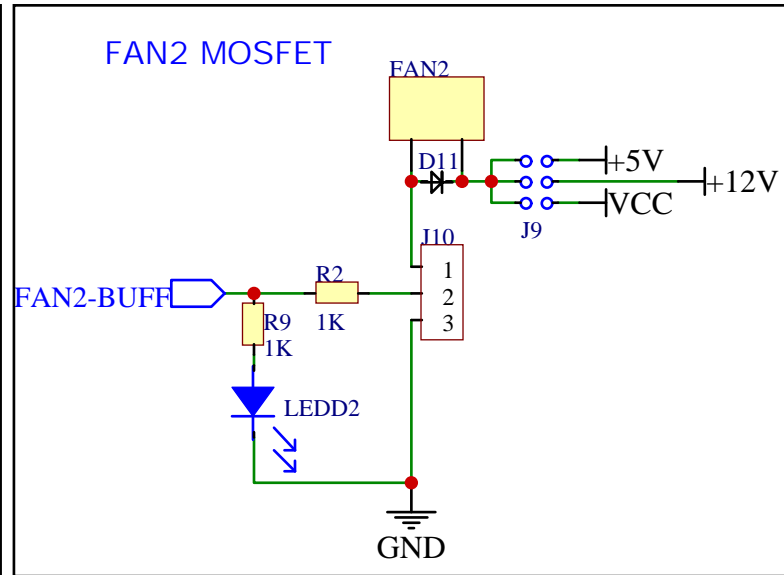 FAN2 MOSFET
FAN2
D11
+5V
+12V
VCC
J9
J10
1
2
3
FAN2-BUFF
R2
1K
R9
1K
LEDD2
GND